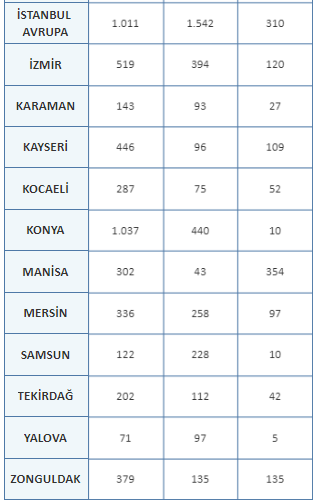 İSTANBUL
AVRUPA 1.011 1.542 310
İZMİR 519 394 120
KARAMAN 143 93 27
KAYSERİ 446 96 109
KOCAELİ 287 75 52
KONYA 1.037 440 10
MANİSA 302 43 354
MERSİN 336 258 97
SAMSUN 122 228 10
TEKİRDAĞ 202 112 42
YALOVA 71 97 5
ZONGULDAK 379 135 135